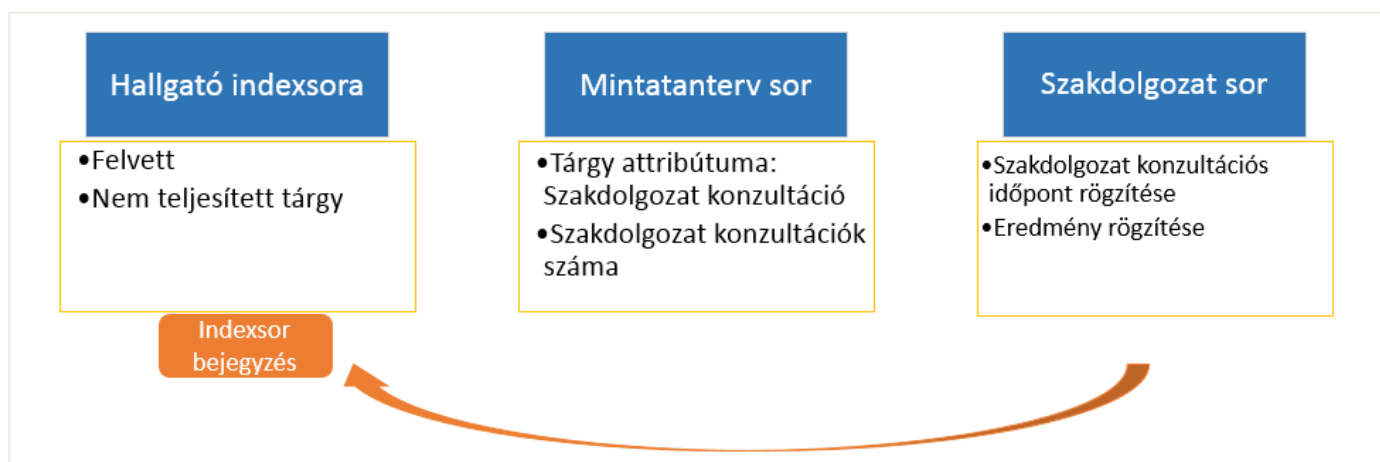 Hallgató indexsora
•Felvett
•Nem teljesített tárgy
Indexsor
bejegyzés
Mintatanterv sor
•Tárgy attribútuma:
Szakdolgozat konzultáció
•Szakdolgozat konzultációk
száma
Szakdolgozat sor
•Szakdolgozat konzultációs
időpont rögzítése
•Eredmény rögzítése